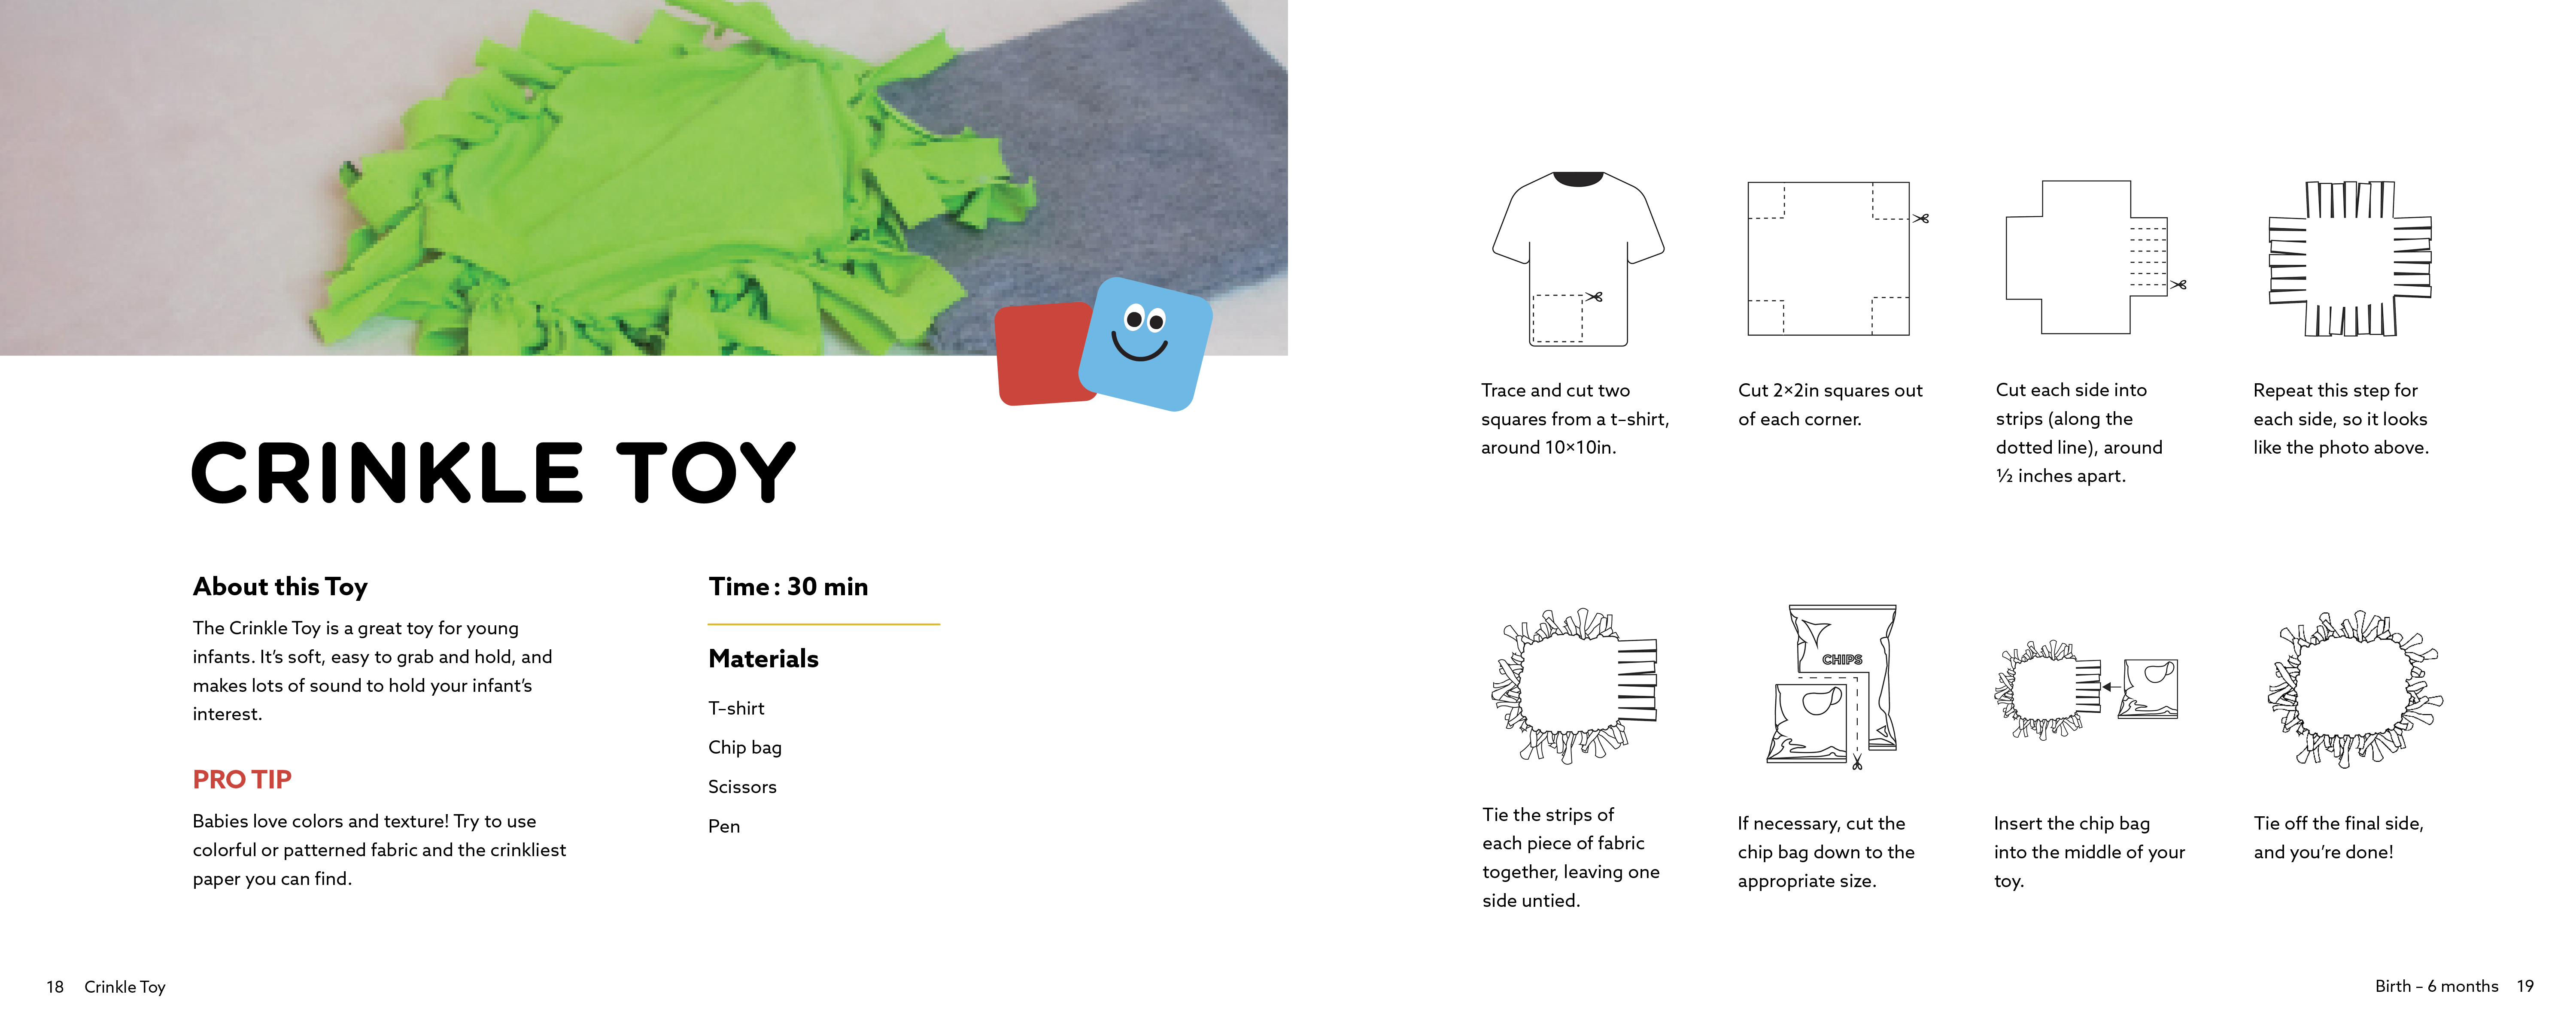 CRINKLE TOY
About this Toy
The Crinkle Toy is a great toy for young
infants. It’s soft, easy to grab and hold, and
makes lots of sound to hold your infant’s
interest.
PRO TIP
Babies love colors and texture! Try to use
colorful or patterned fabric and the crinkliest
paper you can find.
Time : 30 min
Materials
T-shirt
Chip bag
Scissors
Pen
18 Crinkle Toy
Trace and cut two
squares from a t-shirt,
around 10×10in.
Cut 2×2in squares out
of each corner.
Cut each side into
strips (along the
dotted line), around
½ inches apart.
Repeat this step for
each side, so it looks
like the photo above.
Tie the strips of
each piece of fabric
together, leaving one
side untied.
CHIPS
If necessary, cut the
chip bag down to the
appropriate size.
Insert the chip bag
into the middle of your
toy.
Tie off the final side,
and you’re done!
Birth – 6 months 19